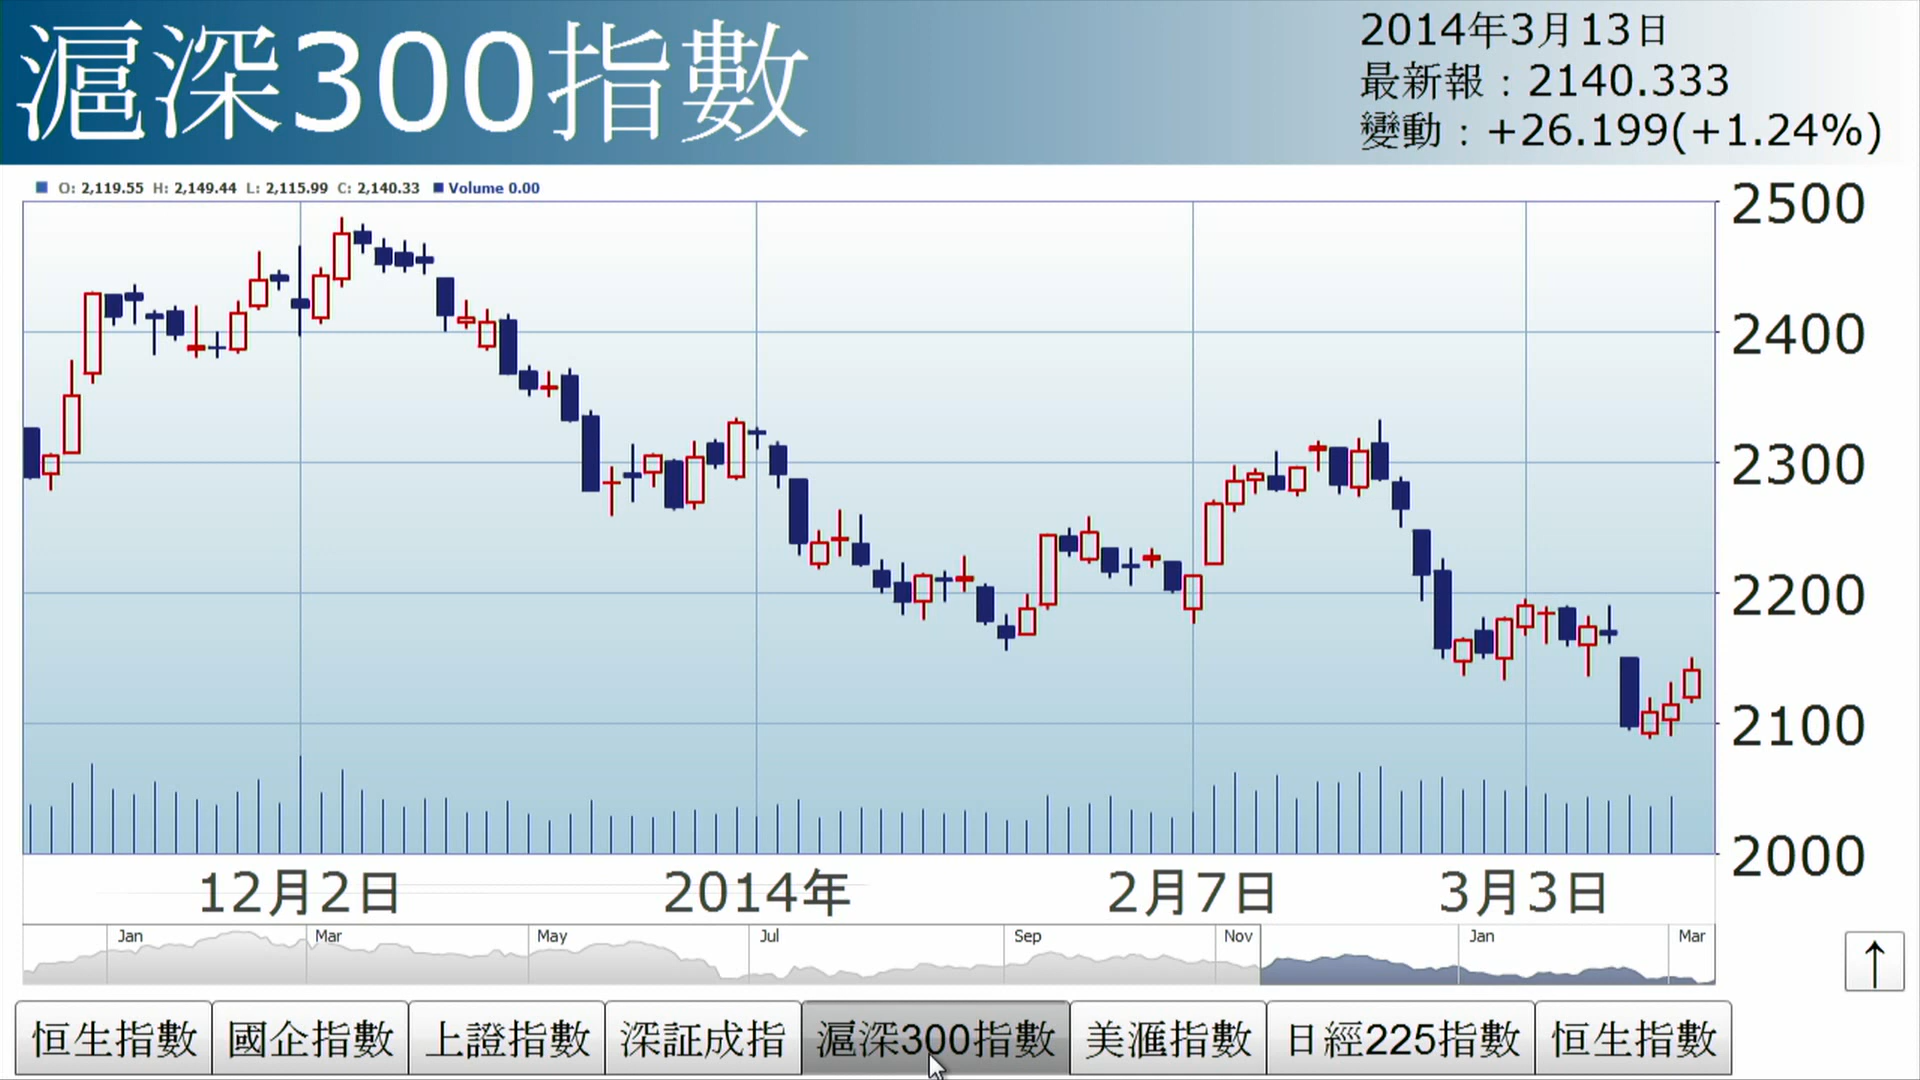 滬深300指數
2014年3月13日
最新報：2140.333
變動：+26.199(+1.24%)
O: 2,119.55 H: 2,149.44 L: 2,115.99 C: 2,140.33 Volume 0.00
2500
2400
2300
2200
2100
2000
12月2日 2014年 2月7日 3月3日
Jan Mar May Jul Sep Nov Jan Mar
↑
恒生指數 國企指數 上證指數 深証成指 滬深300指數 美滙指數 日經225指數 恒生指數